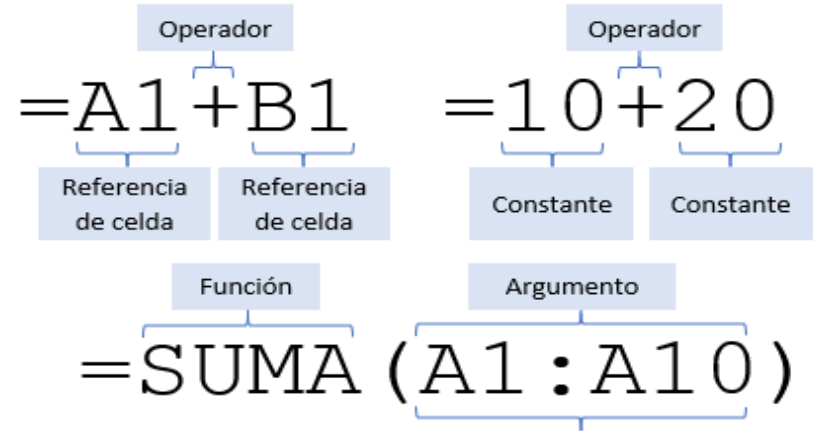 Operador Operador
=A1+B1 =10+20
Referencia de celda Referencia de celda Constante Constante
Función Argumento
=SUMA(A1:A10)